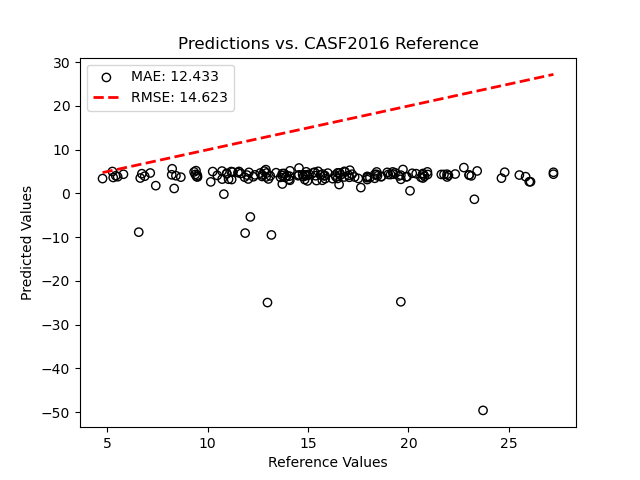 Predictions vs. CASF2016 Reference
MAE: 12.433
RMSE: 14.623
30
20
10
0
−10
−20
−30
−40
−50
Predicted Values
5
10
15
20
25
Reference Values